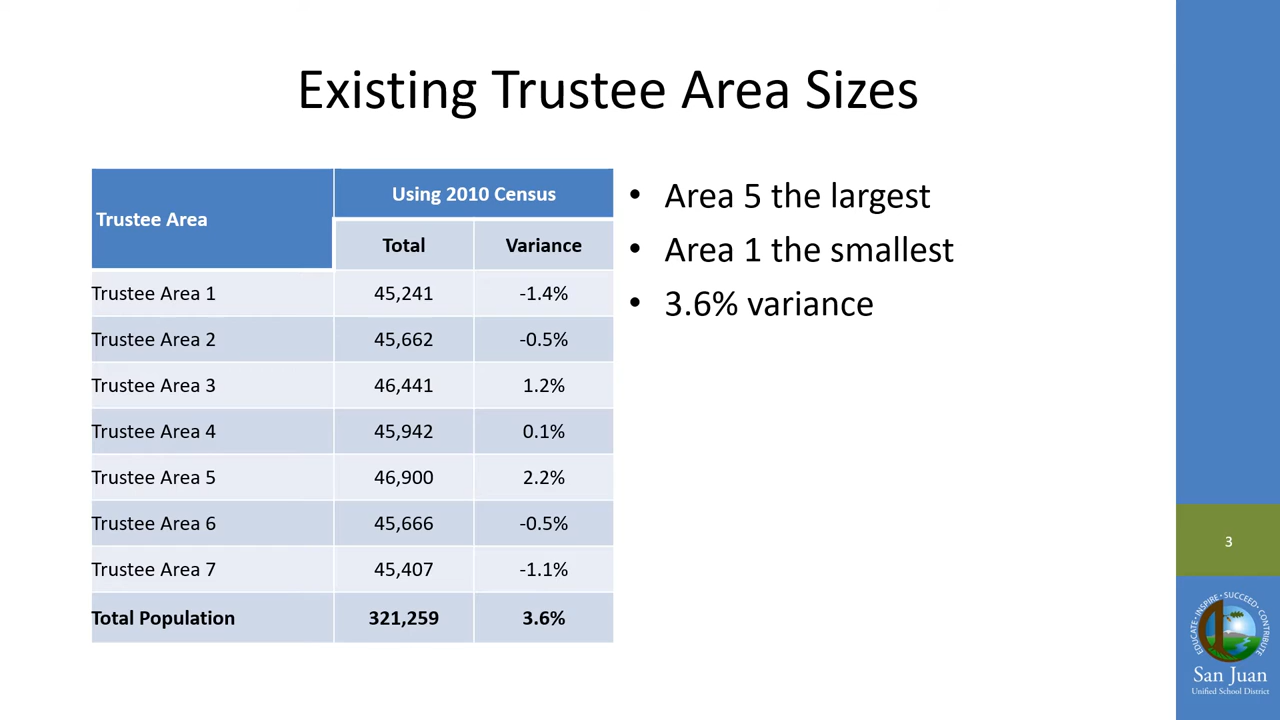 Existing Trustee Area Sizes
Trustee Area
Using 2010 Census
Total Variance
Trustee Area 1 45,241 -1.4%
Trustee Area 2 45,662 -0.5%
Trustee Area 3 46,441 1.2%
Trustee Area 4 45,942 0.1%
Trustee Area 5 46,900 2.2%
Trustee Area 6 45,666 -0.5%
Trustee Area 7 45,407 -1.1%
Total Population 321,259 3.6%
• Area 5 the largest
• Area 1 the smallest
• 3.6% variance
3
EDUCATE·INSPIRE·SUCCEED·CONTRIBUTE
San Juan
Unified School District